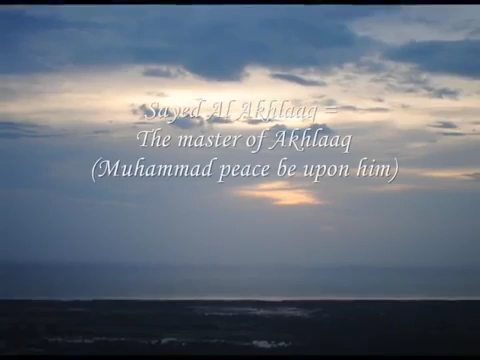 Sayed Al Akhlaaq =
The master of Akhlaaq
(Muhammad peace be upon him)